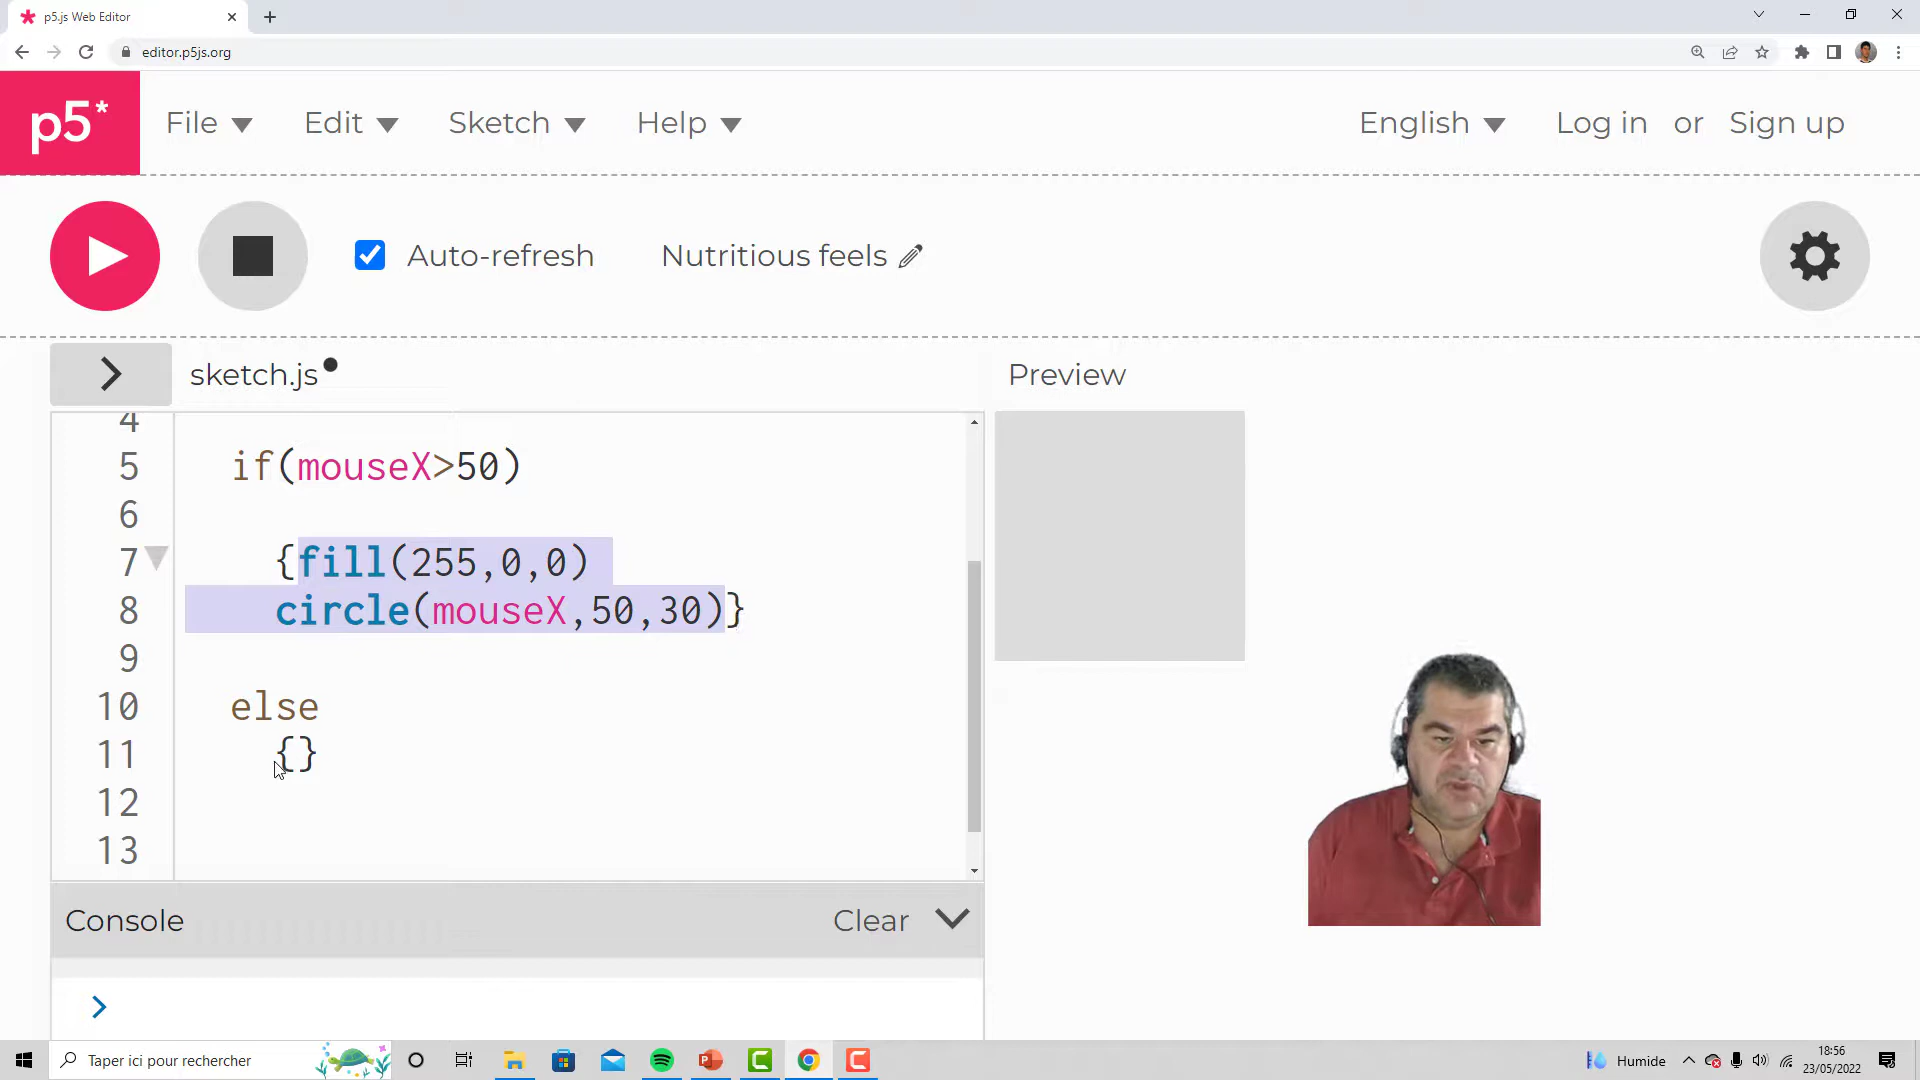 p5.js Web Editor
editor.p5js.org
p5*
File Edit Sketch Help English Log in or Sign up
Auto-refresh Nutritious feels
sketch.js Preview
4
5 if(mouseX>50)
6
7 {fill(255,0,0)
8 circle(mouseX,50,30)}
9
10 else
11 {}
12
13
Console Clear
Taper ici pour rechercher
Humide
18:56
23/05/2022